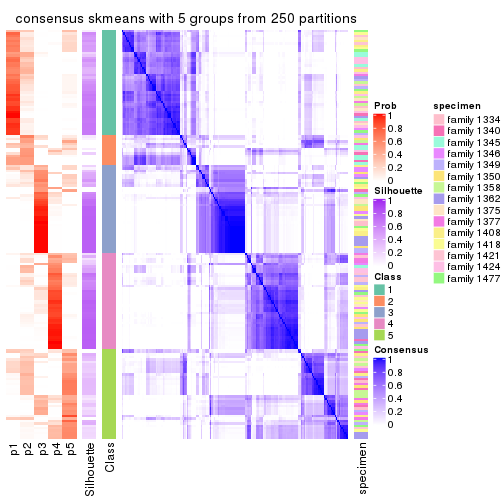 consensus skmeans with 5 groups from 250 partitions
Prob
1
0.8
0.6
0.4
0.2
0
Silhouette
1
0.8
0.6
0.4
0.2
0
Class
1
2
3
4
5
Consensus
1
0.8
0.6
0.4
0.2
0
specimen
family 1334
family 1340
family 1345
family 1346
family 1349
family 1350
family 1358
family 1362
family 1375
family 1377
family 1408
family 1418
family 1421
family 1424
family 1477
p1
p2
p3
p4
p5
Silhouette
Class
specimen